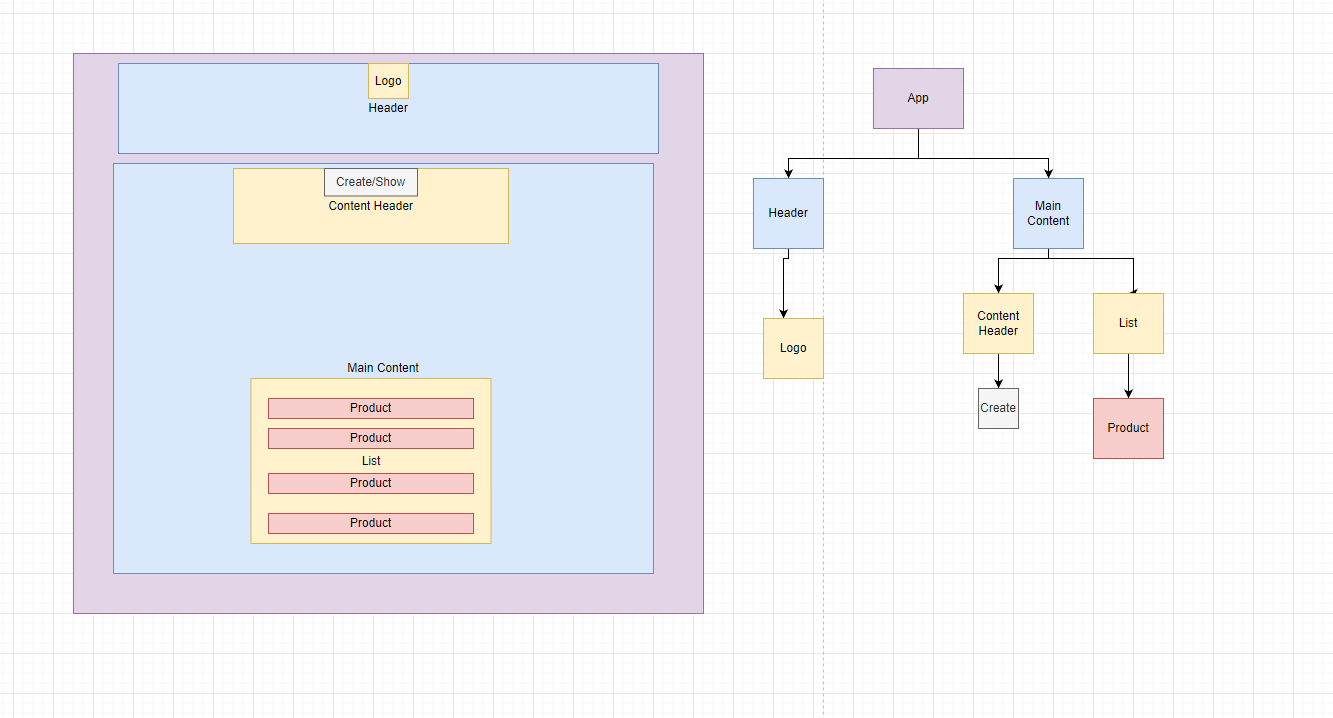 Logo
Header
Create/Show
Content Header
Main Content
Product
Product
List
Product
Product
App
Header
Main
Content
Logo
Content
Header
List
Create
Product